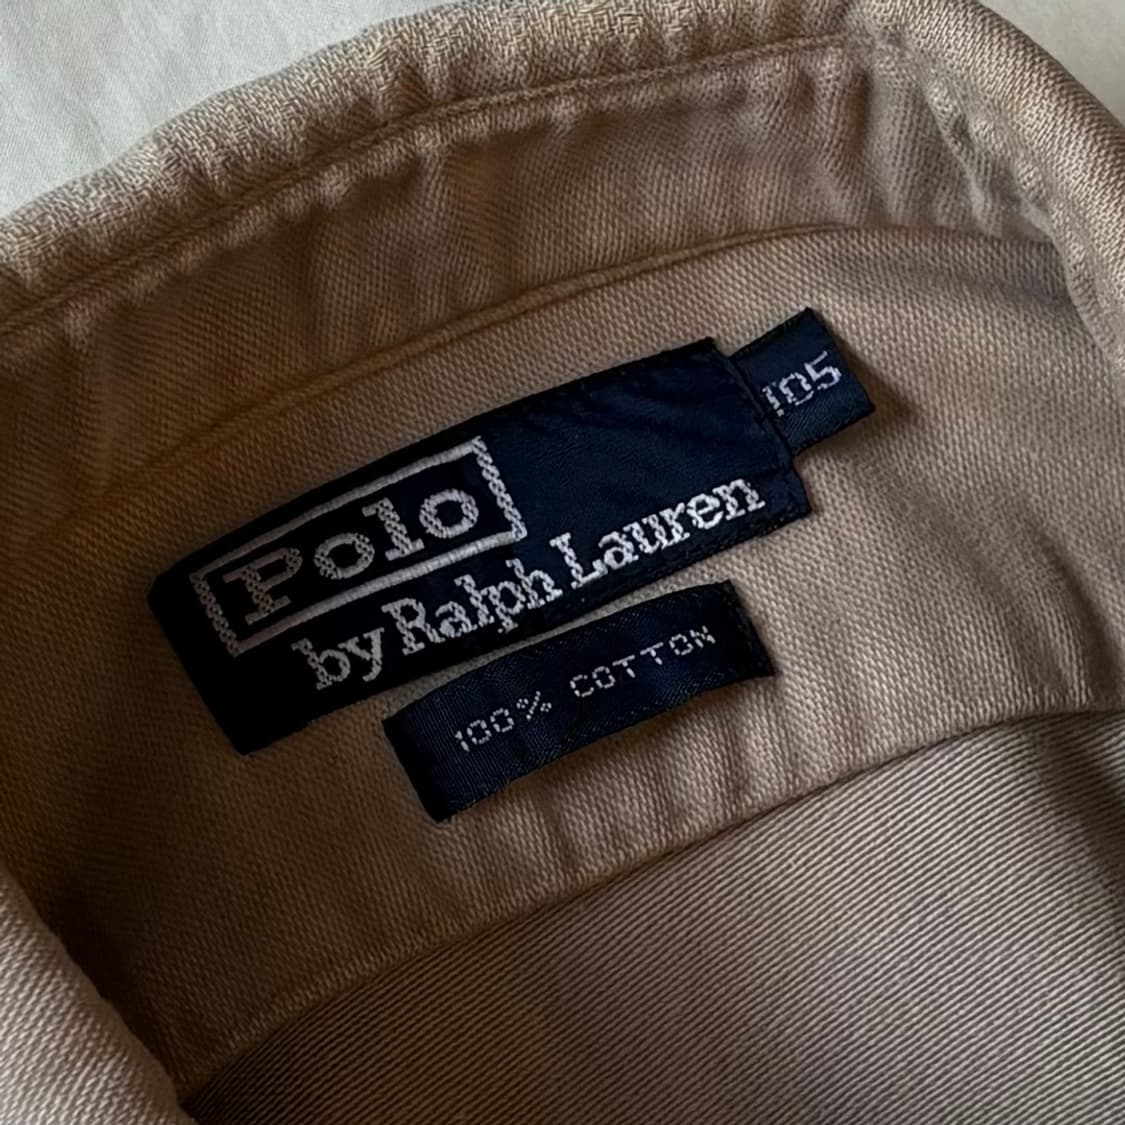 Polo
by Ralph Lauren
105
100% COTTON